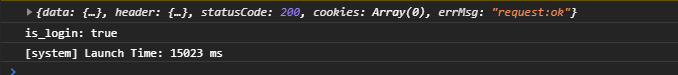 ▶{data: {…}, header: {…}, statusCode: 200, cookies: Array(0), errMsg: "request:ok"}
is_login: true
[system] Launch Time: 15023 ms
>